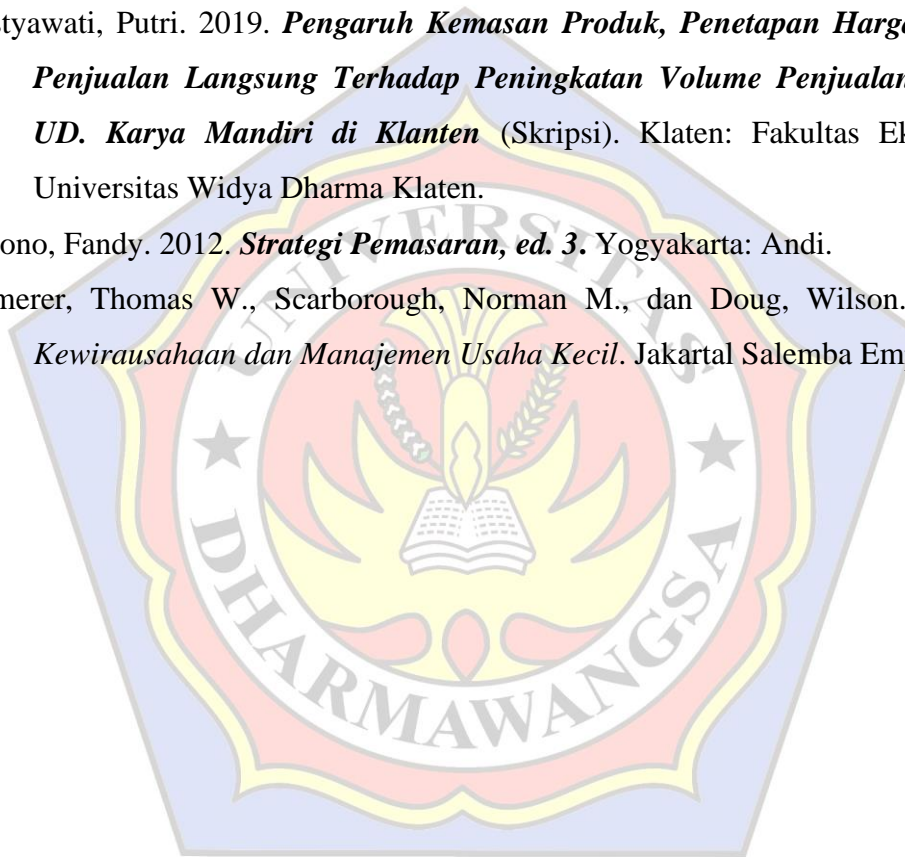 styawati, Putri. 2019. Pengaruh Kemasan Produk, Penetapan Harga
Penjualan Langsung Terhadap Peningkatan Volume Penjualan
UD. Karya Mandiri di Klanten (Skripsi). Klaten: Fakultas Ek
Universitas Widya Dharma Klaten.
ono, Fandy. 2012. Strategi Pemasaran, ed. 3. Yogyakarta: Andi.
merer, Thomas W., Scarborough, Norman M., dan Doug, Wilson.
Kewirausahaan dan Manajemen Usaha Kecil. Jakartal Salemba Em
UNIVERSITAS
DHARMAWANGSA